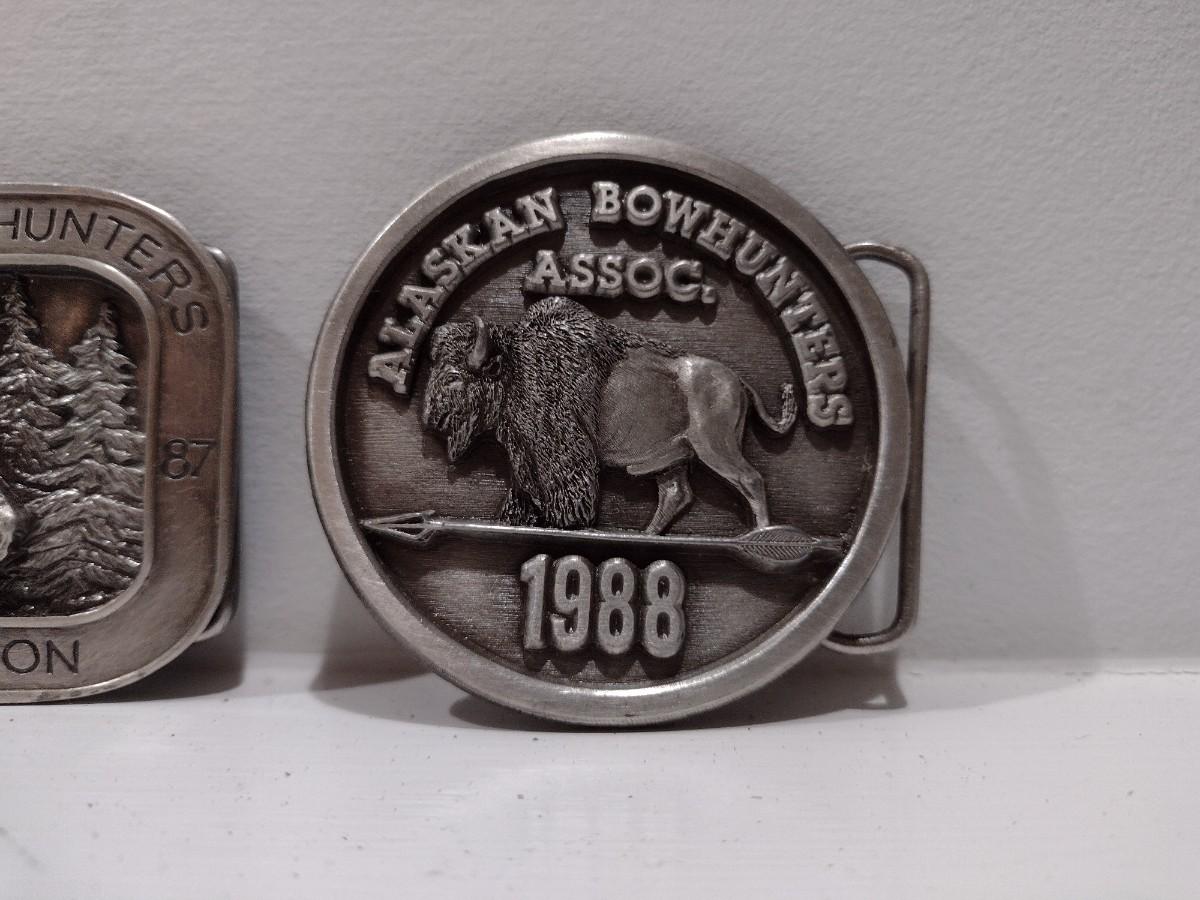 HUNTERS
87
ON
ALASKAN BOWHUNTERS
ASSOC.
1988